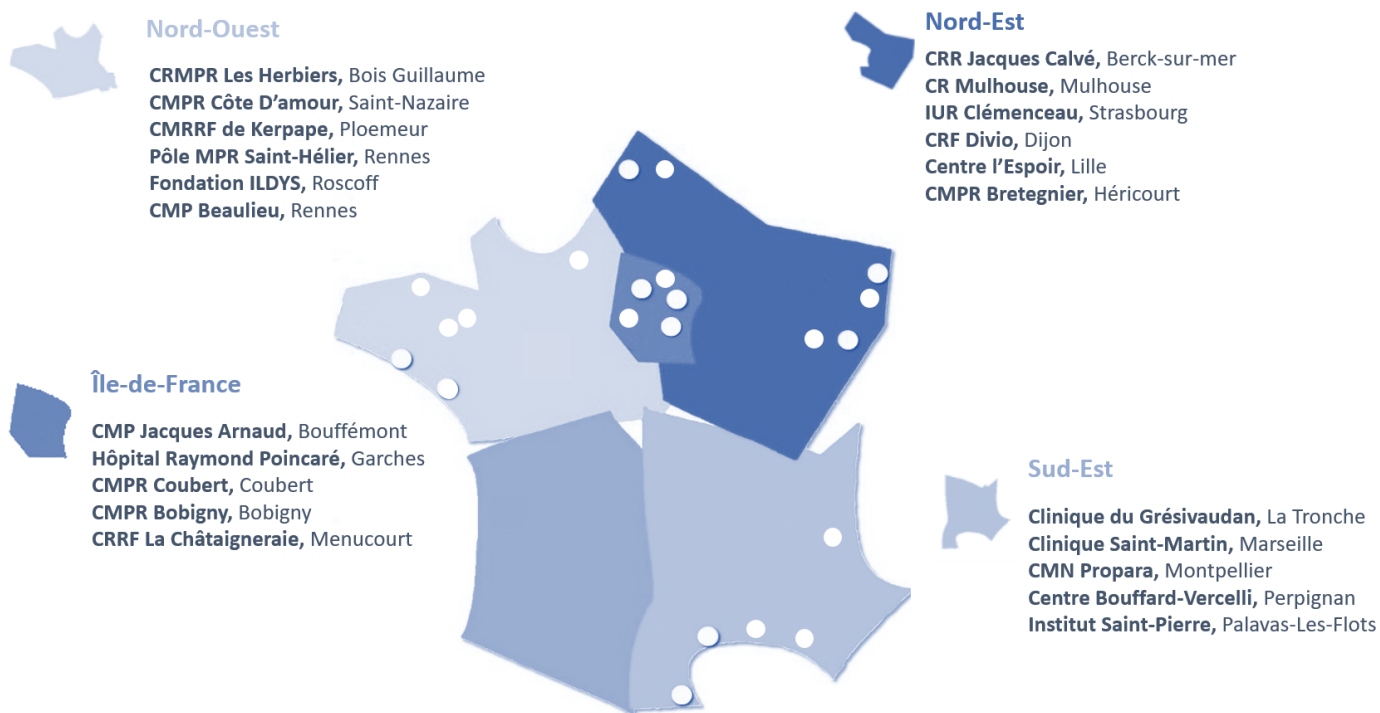 Nord-Ouest
CRMPR Les Herbiers, Bois Guillaume
CMPR Côte D’amour, Saint-Nazaire
CMRRF de Kerpape, Ploemeur
Pôle MPR Saint-Hélier, Rennes
Fondation ILDYS, Roscoff
CMP Beaulieu, Rennes
Nord-Est
CRR Jacques Calvé, Berck-sur-mer
CR Mulhouse, Mulhouse
IUR Clémenceau, Strasbourg
CRF Divio, Dijon
Centre l’Espoir, Lille
CMPR Bretegnier, Héricourt
Île-de-France
CMP Jacques Arnaud, Bouffémont
Hôpital Raymond Poincaré, Garches
CMPR Coubert, Coubert
CMPR Bobigny, Bobigny
CRRF La Châtaigneraie, Menucourt
Sud-Est
Clinique du Grésivaudan, La Tronche
Clinique Saint-Martin, Marseille
CMN Propara, Montpellier
Centre Bouffard-Vercelli, Perpignan
Institut Saint-Pierre, Palavas-Les-Flots